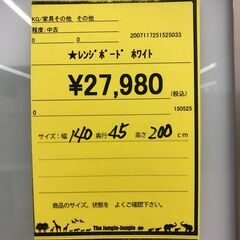 KG/家具その他 その他
程度:中古
2007117251525033
0 0
★ﾚﾝｼﾞﾎﾞｰﾄﾞ ﾎﾜｲﾄ
¥27,980
(税込)
0 150525
サイズ:幅 140 奥行 45 高さ 200 cm
商品のサイズ、状態を よくご確認下さい。
The Jungle-Jungle